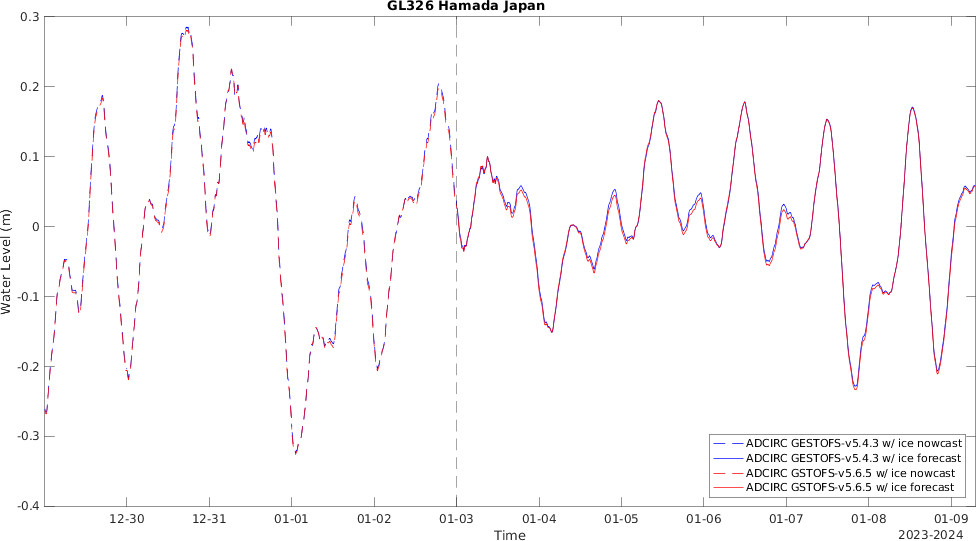 GL326 Hamada Japan
0.3
0.2
0.1
0
-0.1
-0.2
-0.3
-0.4
Water Level (m)
ADCIRC GESTOFS-v5.4.3 w/ ice nowcast
ADCIRC GESTOFS-v5.4.3 w/ ice forecast
ADCIRC GSTOFS-v5.6.5 w/ ice nowcast
ADCIRC GSTOFS-v5.6.5 w/ ice forecast
12-30 12-31 01-01 01-02 01-03 01-04 01-05 01-06 01-07 01-08 01-09
Time
2023-2024